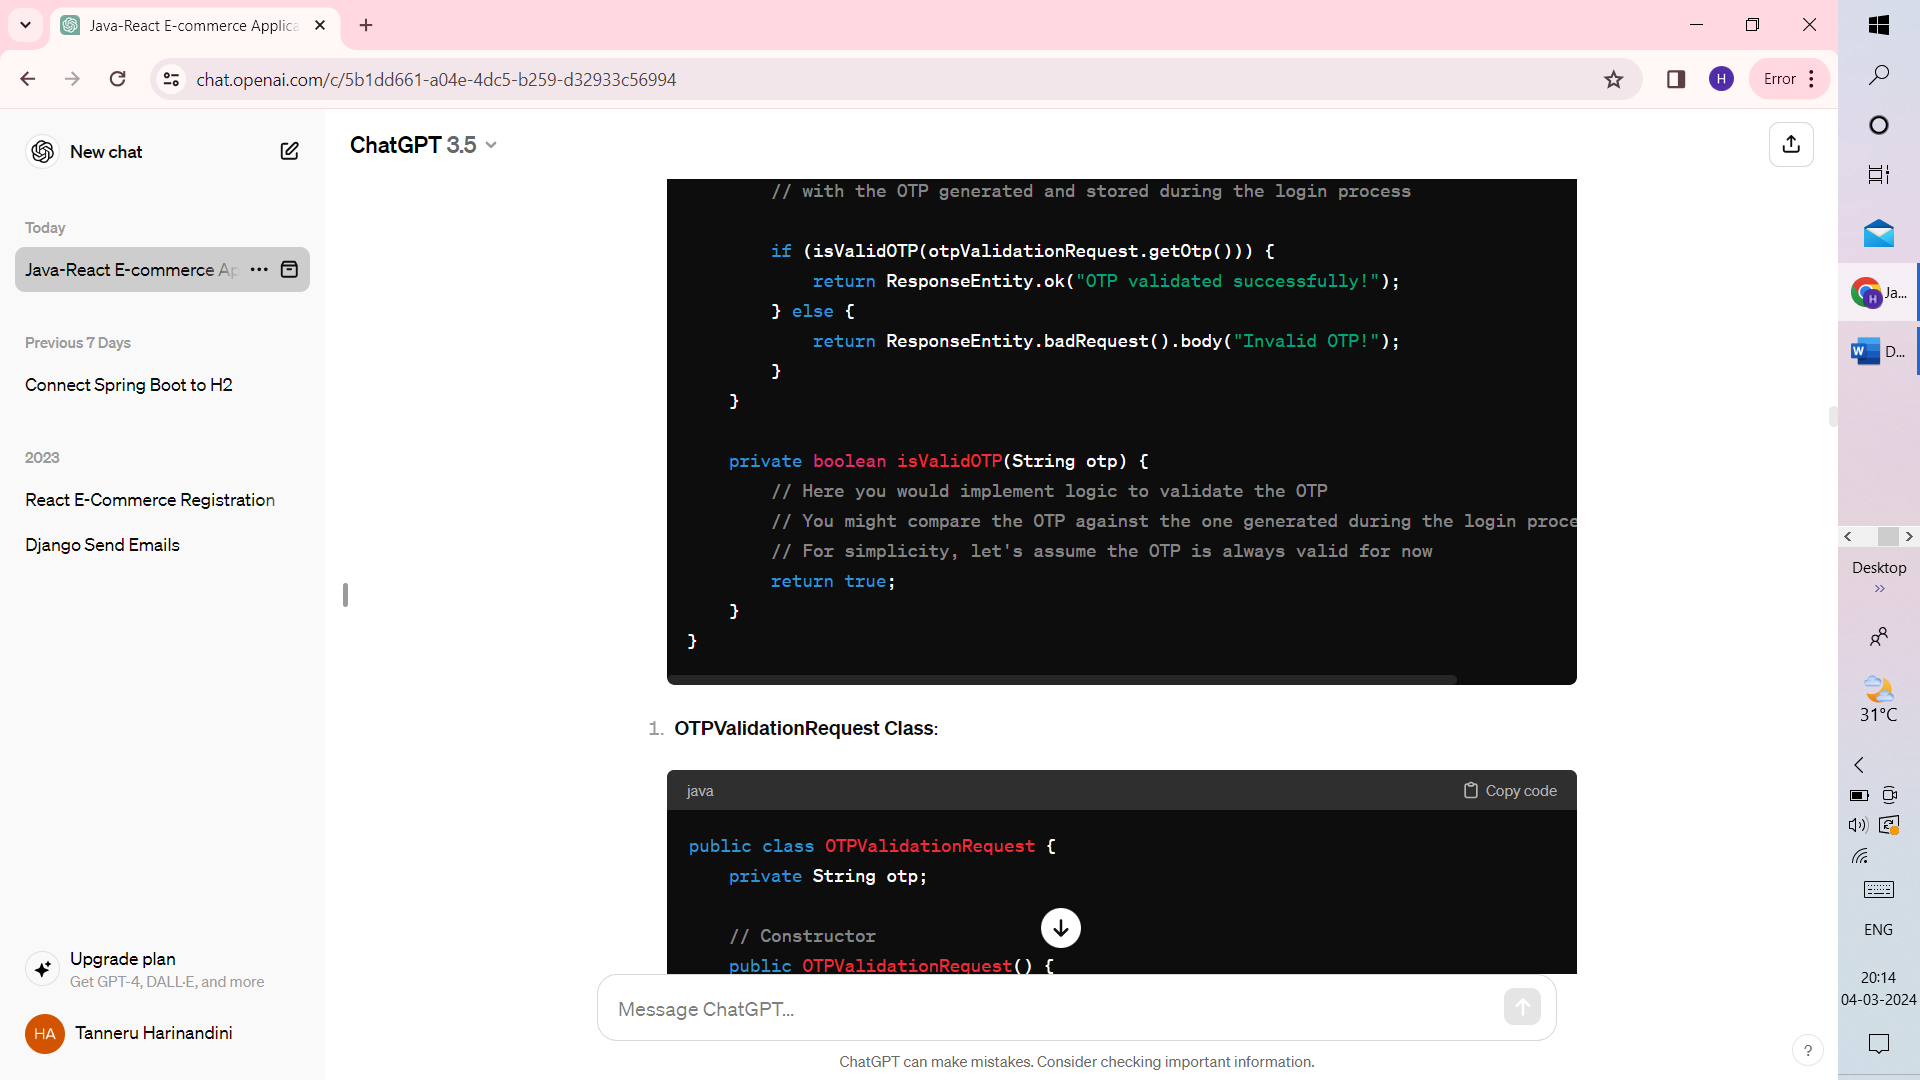 Java-React E-commerce Applica
chat.openai.com/c/5b1dd661-a04e-4dc5-b259-d32933c56994
H
Error
New chat
Today
Java-React E-commerce Ap
Previous 7 Days
Connect Spring Boot to H2
2023
React E-Commerce Registration
Django Send Emails
Upgrade plan
Get GPT-4, DALL·E, and more
HA
Tanneru Harinandini
ChatGPT 3.5
// with the OTP generated and stored during the login process
if (isValidOTP(otpValidationRequest.getOtp())) {
return ResponseEntity.ok("OTP validated successfully!");
} else {
return ResponseEntity.badRequest().body("Invalid OTP!");
}
}
private boolean isValidOTP(String otp) {
// Here you would implement logic to validate the OTP
// You might compare the OTP against the one generated during the login proce
// For simplicity, let's assume the OTP is always valid for now
return true;
}
}
1. OTPValidationRequest Class:
java
Copy code
public class OTPValidationRequest {
private String otp;
// Constructor
public OTPValidationRequest() {
Message ChatGPT...
ChatGPT can make mistakes. Consider checking important information.
?
H
Ja...
W
D...
Desktop
31°C
ENG
20:14
04-03-2024